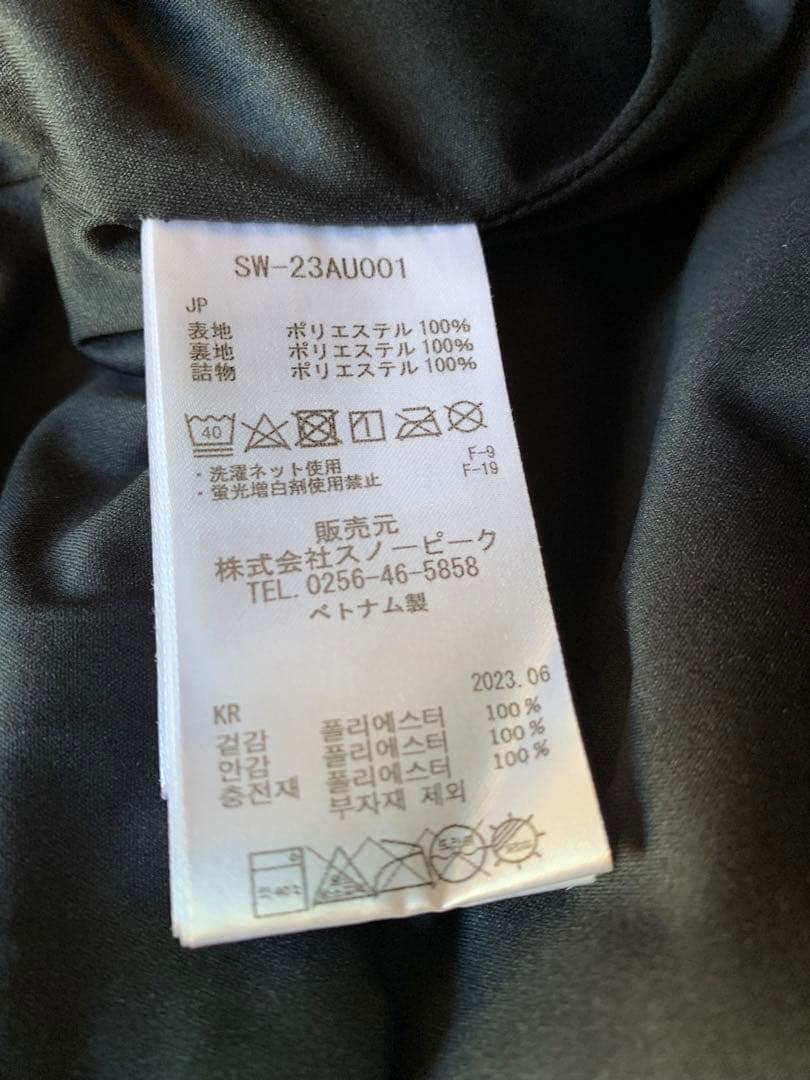 SW-23AU001
JP
表地 ポリエステル 100%
裏地 ポリエステル 100%
詰物 ポリエステル 100%
40
・洗濯ネット使用 F-9
・蛍光増白剤使用禁止 F-19
販売元
株式会社スノーピーク
TEL. 0256-46-5858
ベトナム製
2023.06
KR
겉감 폴리에스터 100%
안감 폴리에스터 100%
충전재 폴리에스터 100%
부자재 제외
드라이